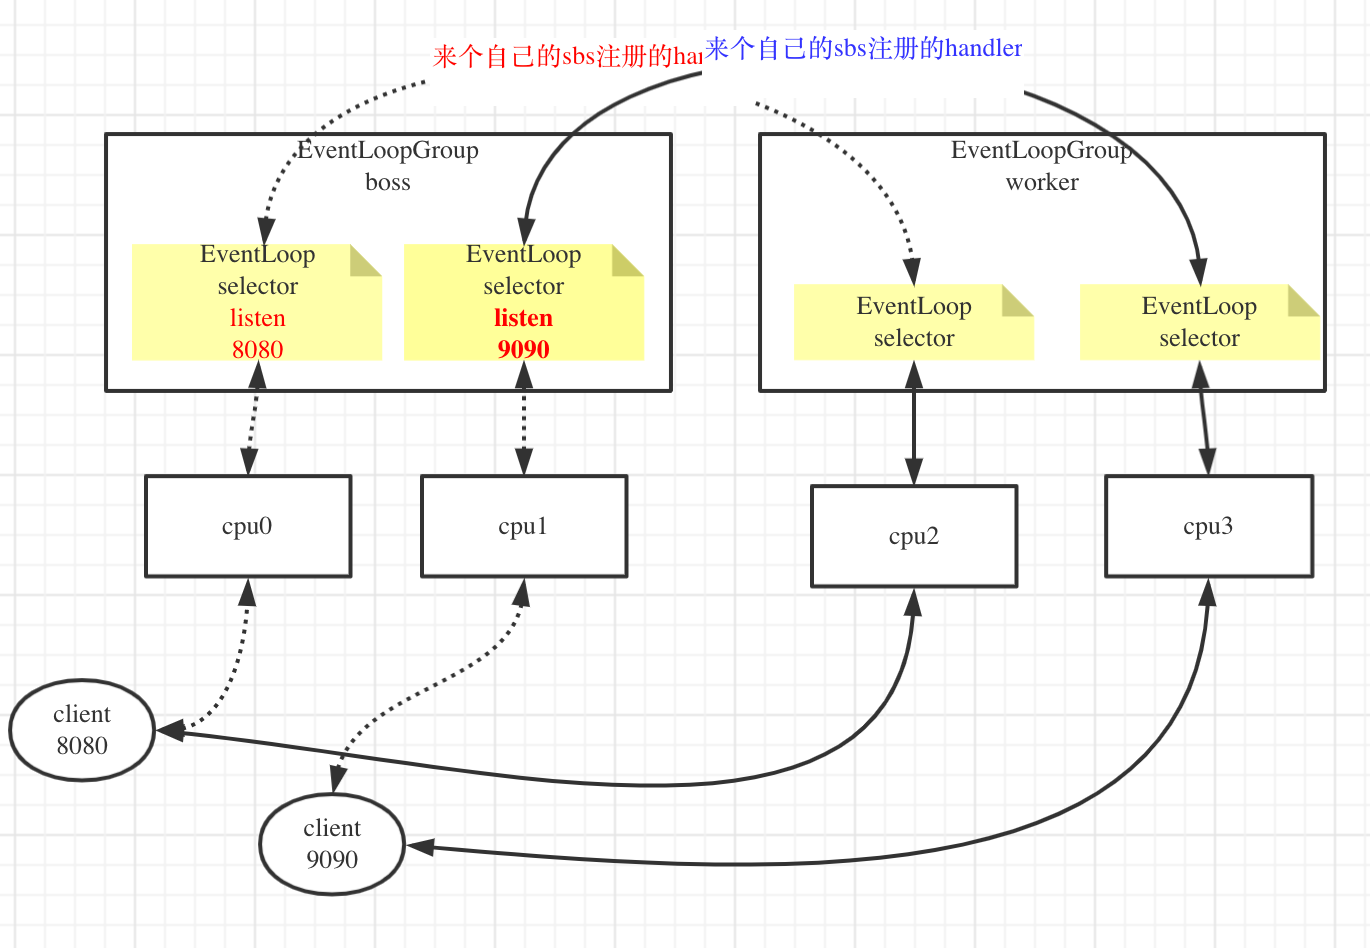 来个自己的sbs注册的han
来个自己的sbs注册的handler
EventLoopGroup
boss
EventLoopGroup
worker
EventLoop
selector
listen
8080
EventLoop
selector
listen
9090
EventLoop
selector
EventLoop
selector
cpu0
cpu1
cpu2
cpu3
client
8080
client
9090